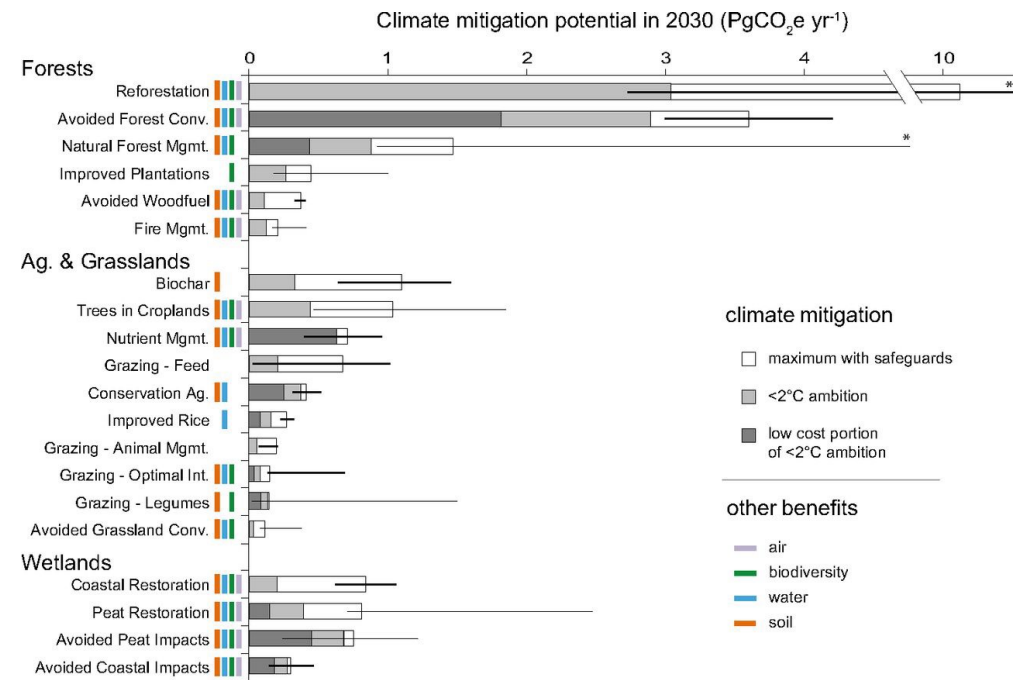 Climate mitigation potential in 2030 (PgCO₂e yr⁻¹)
0 1 2 3 4 10
Forests
Reforestation *
Avoided Forest Conv.
Natural Forest Mgmt. *
Improved Plantations
Avoided Woodfuel
Fire Mgmt.
Ag. & Grasslands
Biochar
Trees in Croplands
Nutrient Mgmt.
Grazing - Feed
Conservation Ag.
Improved Rice
Grazing - Animal Mgmt.
Grazing - Optimal Int.
Grazing - Legumes
Avoided Grassland Conv.
Wetlands
Coastal Restoration
Peat Restoration
Avoided Peat Impacts
Avoided Coastal Impacts
climate mitigation
maximum with safeguards
<2°C ambition
low cost portion
of <2°C ambition
other benefits
air
biodiversity
water
soil